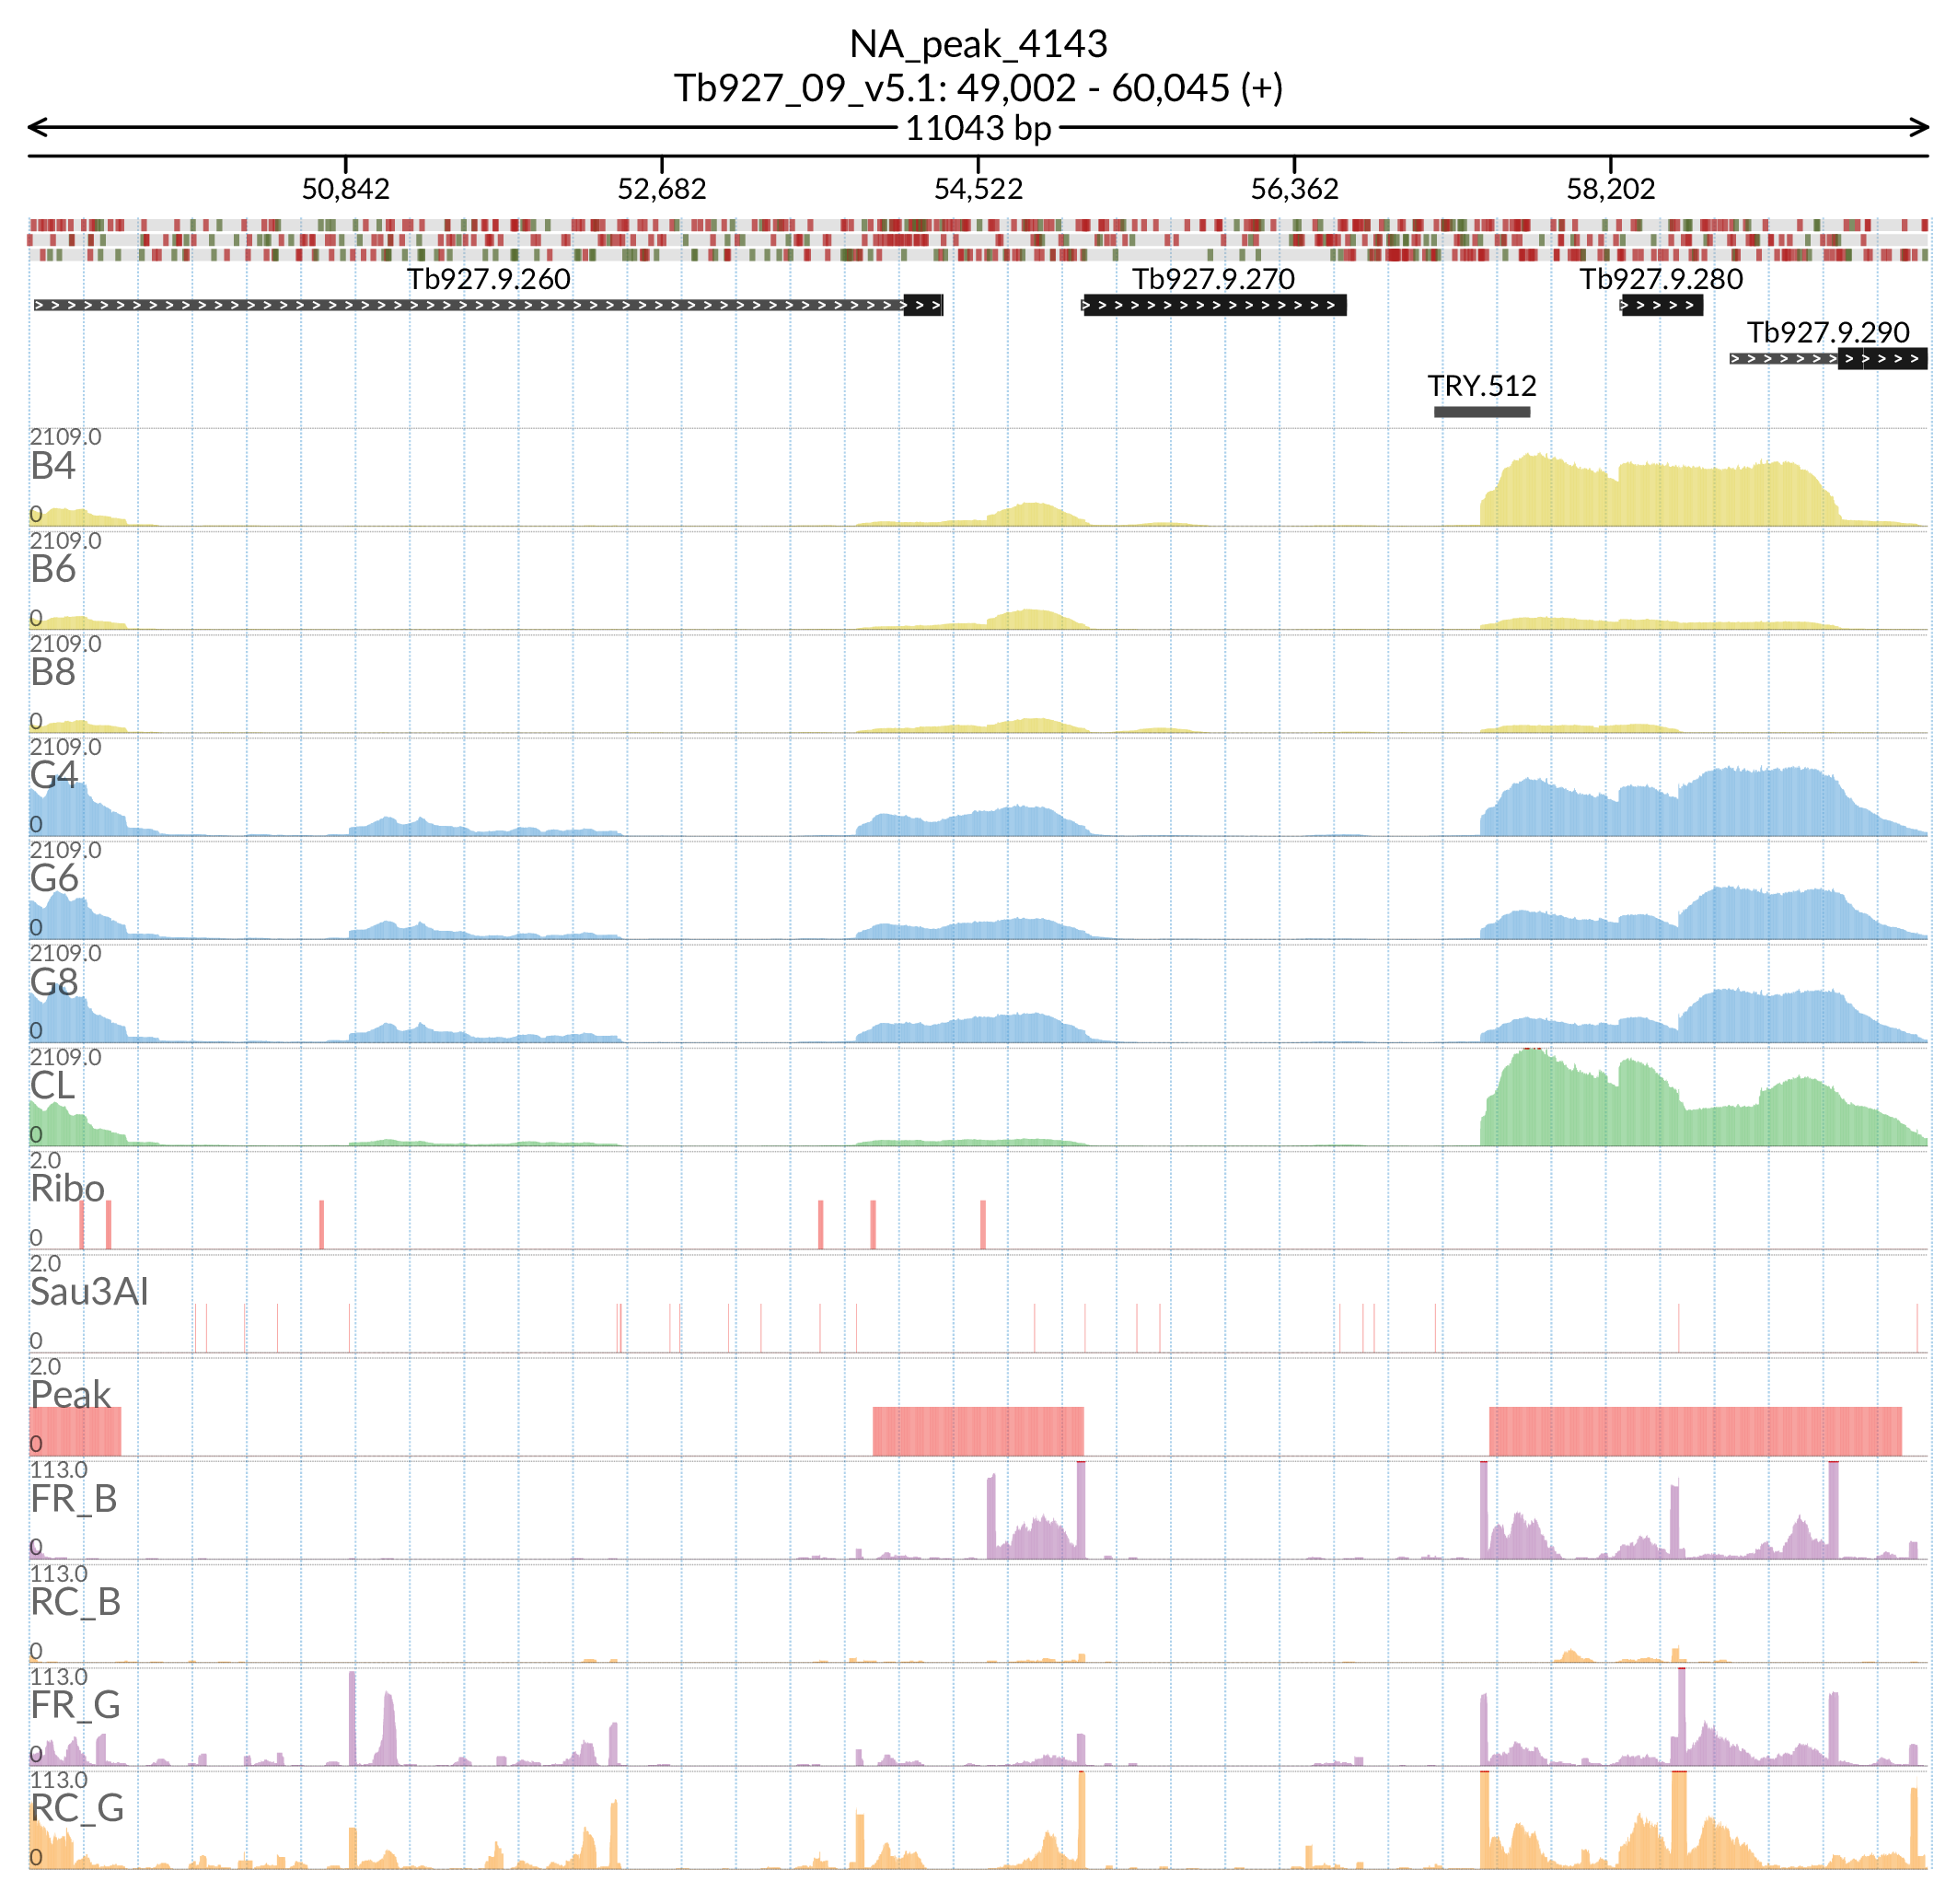 NA_peak_4143
Tb927_09_v5.1: 49,002 - 60,045 (+)
11043 bp
50,842 52,682 54,522 56,362 58,202
Tb927.9.260 Tb927.9.270 Tb927.9.280
Tb927.9.290
TRY.512
2109.0
B4
0
2109.0
B6
0
2109.0
B8
0
2109.0
G4
0
2109.0
G6
0
2109.0
G8
0
2109.0
CL
0
2.0
Ribo
0
2.0
Sau3AI
0
2.0
Peak
0
113.0
FR_B
0
113.0
RC_B
0
113.0
FR_G
0
113.0
RC_G
0